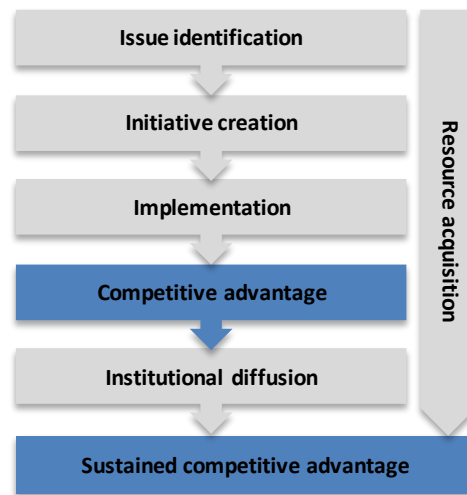 Issue identification
Initiative creation
Implementation
Competitive advantage
Institutional diffusion
Sustained competitive advantage
Resource acquisition